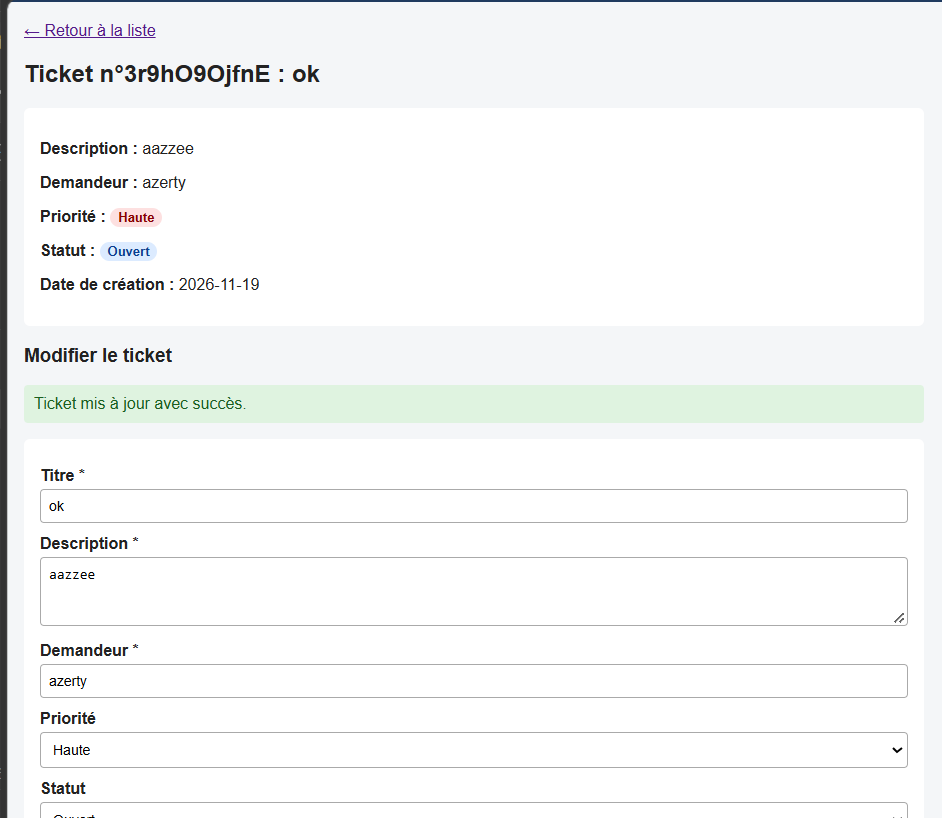 ← Retour à la liste
Ticket n°3r9hO9OjfnE : ok
Description : aazzee
Demandeur : azerty
Priorité : Haute
Statut : Ouvert
Date de création : 2026-11-19
Modifier le ticket
Ticket mis à jour avec succès.
Titre *
ok
Description *
aazzee
Demandeur *
azerty
Priorité
Haute
Statut
Ouvert